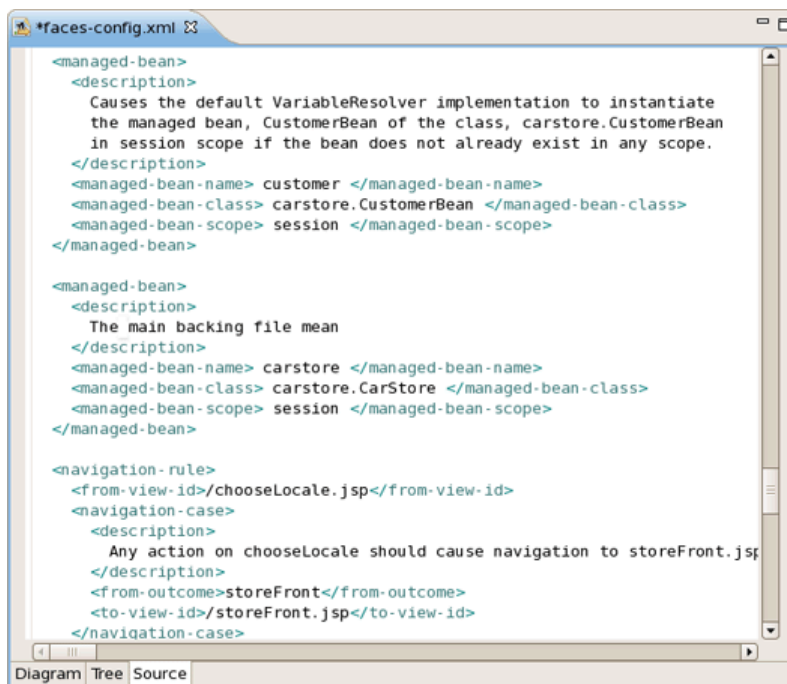 *faces-config.xml
<managed-bean>
<description>
Causes the default VariableResolver implementation to instantiate
the managed bean, CustomerBean of the class, carstore.CustomerBean
in session scope if the bean does not already exist in any scope.
</description>
<managed-bean-name> customer </managed-bean-name>
<managed-bean-class> carstore.CustomerBean </managed-bean-class>
<managed-bean-scope> session </managed-bean-scope>
</managed-bean>
<managed-bean>
<description>
The main backing file mean
</description>
<managed-bean-name> carstore </managed-bean-name>
<managed-bean-class> carstore.CarStore </managed-bean-class>
<managed-bean-scope> session </managed-bean-scope>
</managed-bean>
<navigation-rule>
<from-view-id>/chooseLocale.jsp</from-view-id>
<navigation-case>
<description>
Any action on chooseLocale should cause navigation to storeFront.jsp
</description>
<from-outcome>storeFront</from-outcome>
<to-view-id>/storeFront.jsp</to-view-id>
</navigation-case>
Diagram Tree Source